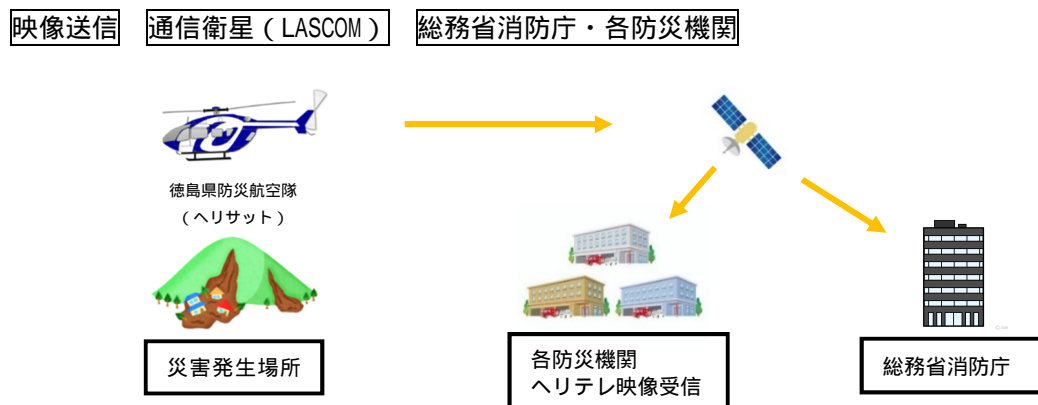 映像送信 通信衛星(LASCOM) 総務省消防庁・各防災機関
徳島県防災航空隊
(ヘリサット)
災害発生場所
各防災機関
ヘリテレ映像受信
総務省消防庁